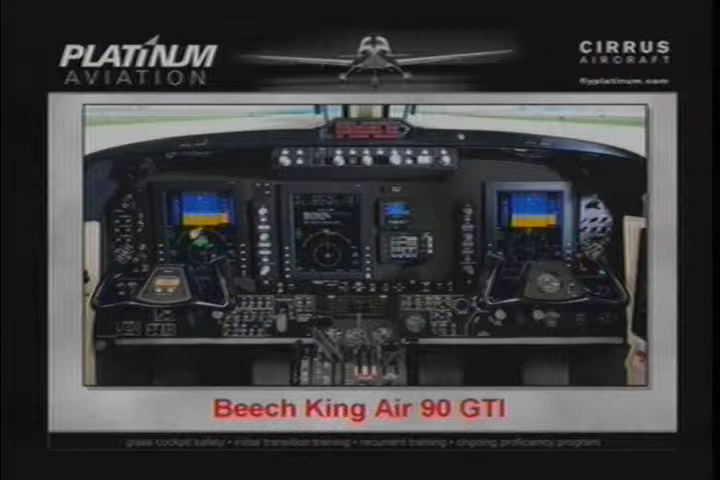 PLATINUM
AVIATION
CIRRUS
AIRCRAFT
flyplatinum.com
Beech King Air 90 GTI
glass cockpit safety • initial transition training • recurrent training • ongoing proficiency program